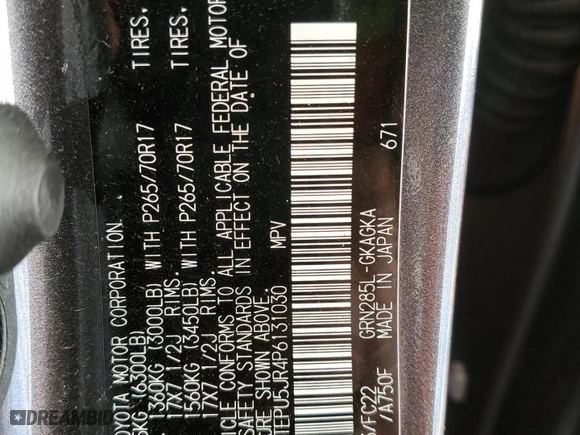 TOYOTA MOTOR CORPORATION
KG (6300LB)
1360KG (3000LB) WITH P265/70R17 TIRES.
17X7 1/2J RIMS.
1560KG (3450LB) WITH P265/70R17 TIRES.
17X7 1/2J RIMS.
CONFORMS TO ALL APPLICABLE FEDERAL MOTOR
SAFETY STANDARDS IN EFFECT ON THE DATE OF
SHOWN ABOVE.
TEPU5JR4P6131030 MPV
FC22 GRN285L-GKAGKA 671
/A750F MADE IN JAPAN
TEAMBIDR